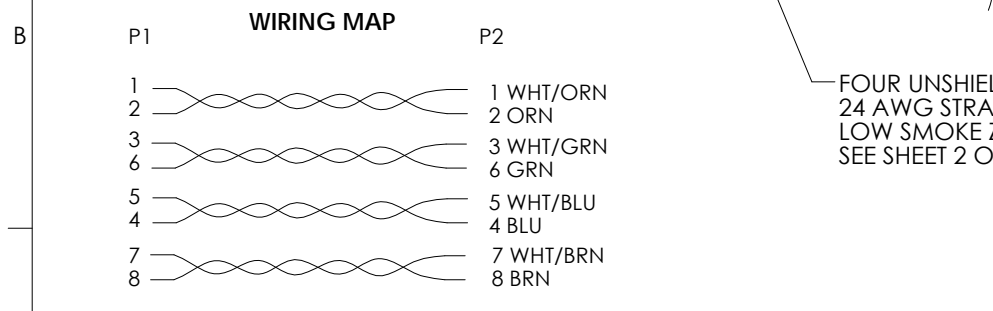 B
WIRING MAP
P1 P2
1 1 WHT/ORN
2 2 ORN
3 3 WHT/GRN
6 6 GRN
5 5 WHT/BLU
4 4 BLU
7 7 WHT/BRN
8 8 BRN
FOUR
24 AWG
LOW SMOKE
SEE SHEET 2